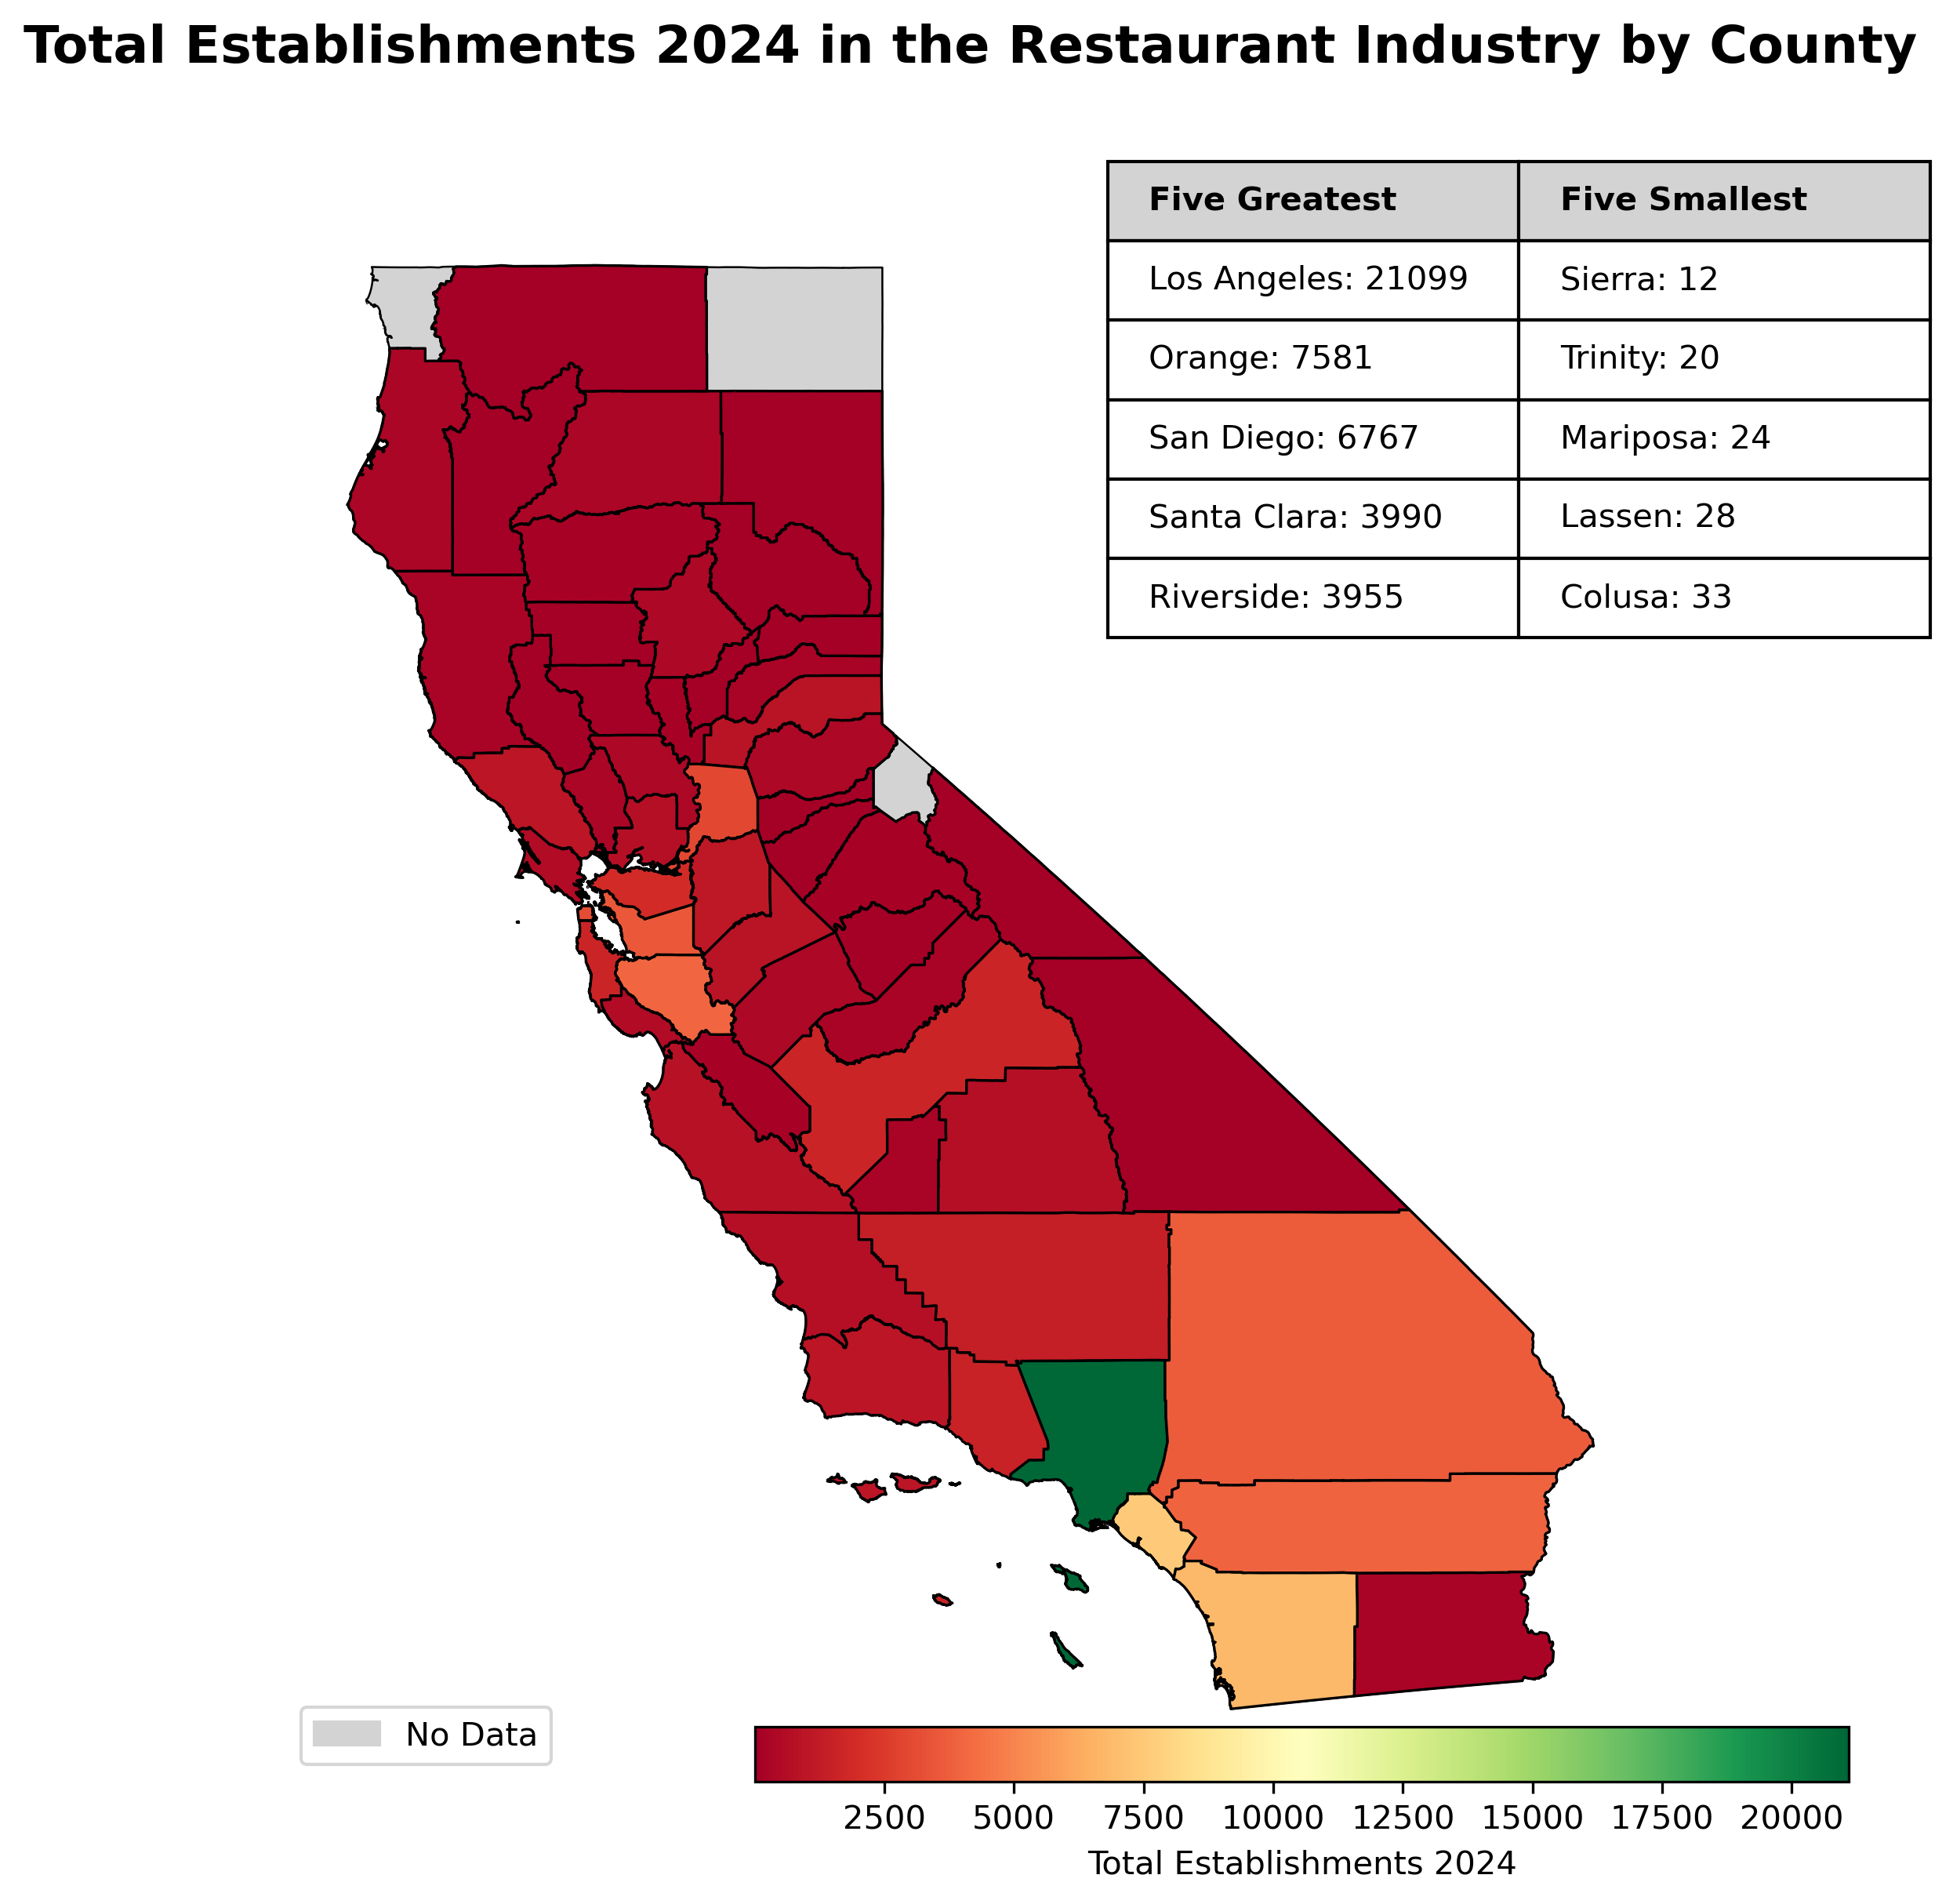 Total Establishments 2024 in the Restaurant Industry by County
Five Greatest Five Smallest
Los Angeles: 21099 Sierra: 12
Orange: 7581 Trinity: 20
San Diego: 6767 Mariposa: 24
Santa Clara: 3990 Lassen: 28
Riverside: 3955 Colusa: 33
No Data
2500 5000 7500 10000 12500 15000 17500 20000
Total Establishments 2024